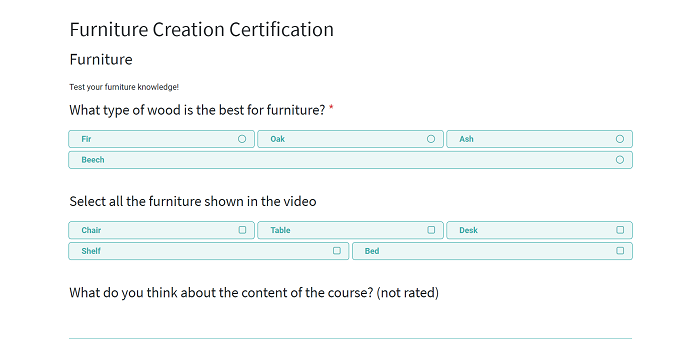 Furniture Creation Certification
Furniture
Test your furniture knowledge!
What type of wood is the best for furniture? *
Fir Oak Ash
Beech
Select all the furniture shown in the video
Chair Table Desk
Shelf Bed
What do you think about the content of the course? (not rated)